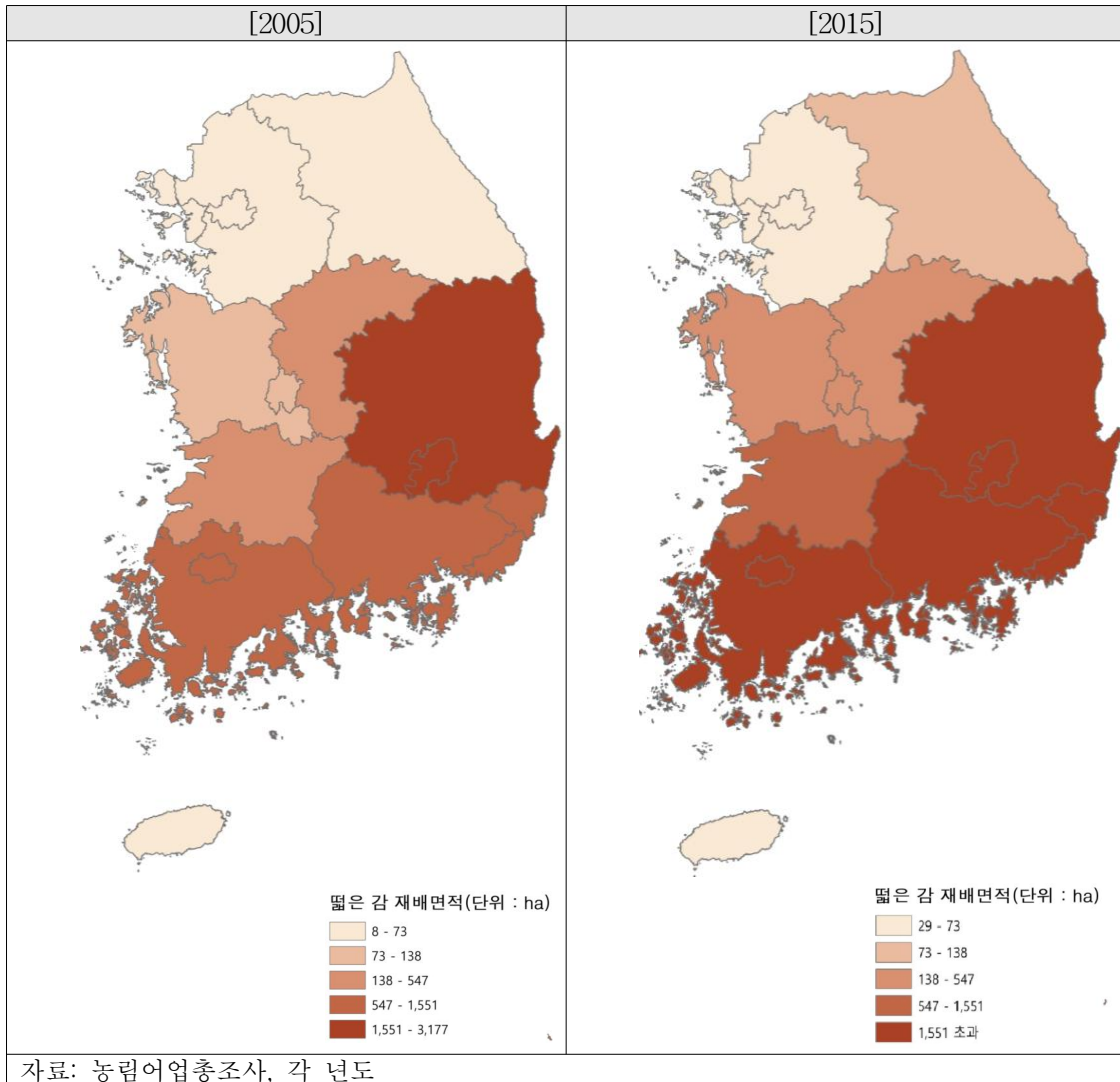 [2005]
[2015]
떫은 감 재배면적(단위 : ha)
8 - 73
73 - 138
138 - 547
547 - 1,551
1,551 - 3,177
떫은 감 재배면적(단위 : ha)
29 - 73
73 - 138
138 - 547
547 - 1,551
1,551 초과
자료: 농림어업총조사, 각 년도